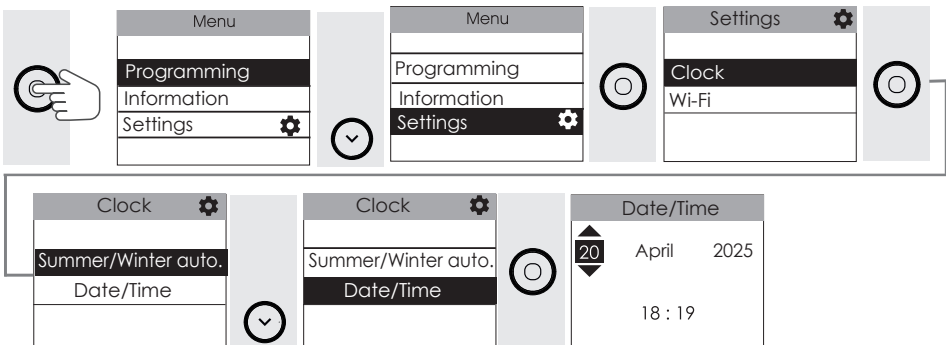 Menu
Programming
Information
Settings
Menu
Programming
Information
Settings
Settings
Clock
Wi-Fi
Clock
Summer/Winter auto.
Date/Time
Clock
Summer/Winter auto.
Date/Time
Date/Time
20 April 2025
18 : 19